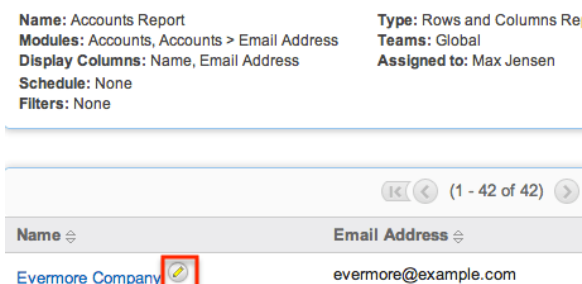 Name: Accounts Report Type: Rows and Columns
Modules: Accounts, Accounts > Email Address Teams: Global
Display Columns: Name, Email Address Assigned to: Max Jensen
Schedule: None
Filters: None
(1 - 42 of 42)
Name Email Address
Evermore Company evermore@example.com